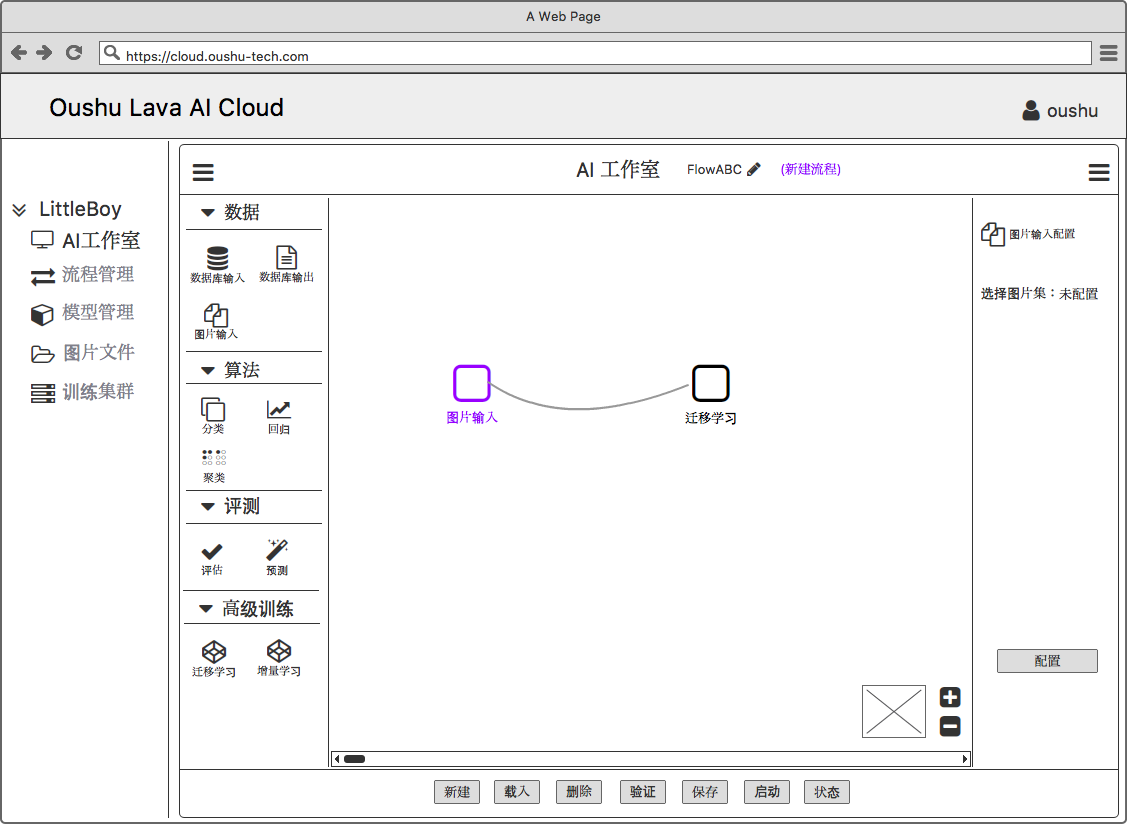 A Web Page
https://cloud.oushu-tech.com
Oushu Lava AI Cloud
oushu
LittleBoy
AI工作室
流程管理
模型管理
图片文件
训练集群
AI 工作室 FlowABC (新建流程)
数据
数据库输入 数据库输出
图片输入
算法
分类 回归
聚类
评测
评估 预测
高级训练
迁移学习 增量学习
图片输入 迁移学习
图片输入配置
选择图片集：未配置
配置
新建 载入 删除 验证 保存 启动 状态